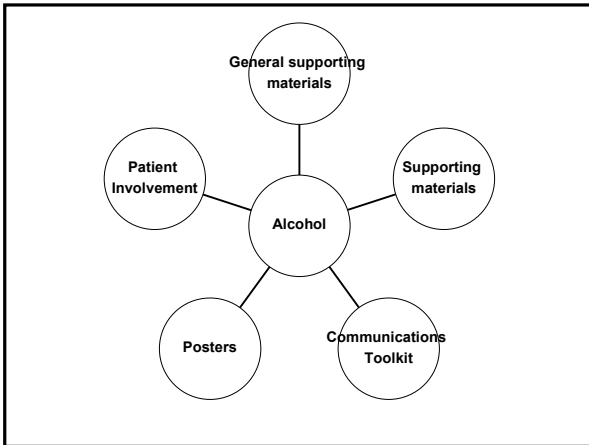 General supporting
materials
Patient
Involvement
Supporting
materials
Alcohol
Posters
Communications
Toolkit